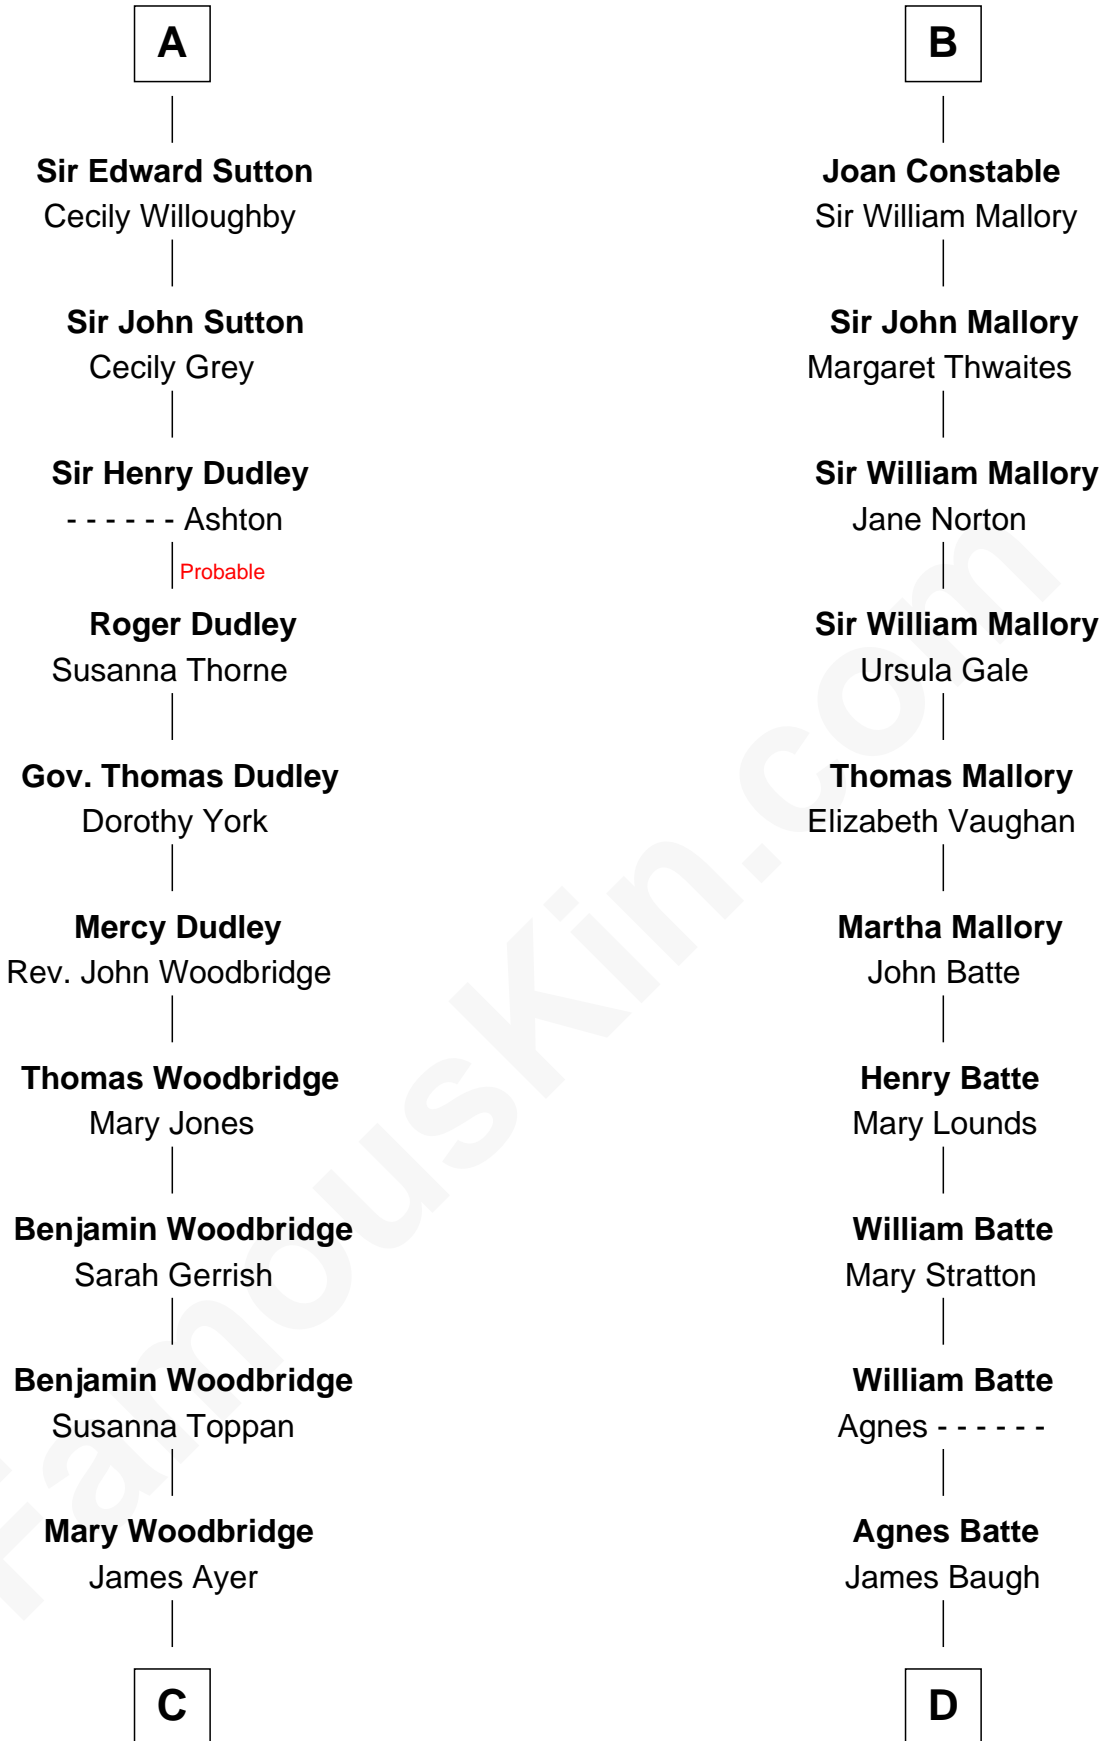 A
Sir Edward Sutton
Cecily Willoughby
Sir John Sutton
Cecily Grey
Sir Henry Dudley
- - - - - - Ashton
Probable
Roger Dudley
Susanna Thorne
Gov. Thomas Dudley
Dorothy York
Mercy Dudley
Rev. John Woodbridge
Thomas Woodbridge
Mary Jones
Benjamin Woodbridge
Sarah Gerrish
Benjamin Woodbridge
Susanna Toppan
Mary Woodbridge
James Ayer
C
B
Joan Constable
Sir William Mallory
Sir John Mallory
Margaret Thwaites
Sir William Mallory
Jane Norton
Sir William Mallory
Ursula Gale
Thomas Mallory
Elizabeth Vaughan
Martha Mallory
John Batte
Henry Batte
Mary Lounds
William Batte
Mary Stratton
William Batte
Agnes - - - - - -
Agnes Batte
James Baugh
D
FamousKin.com